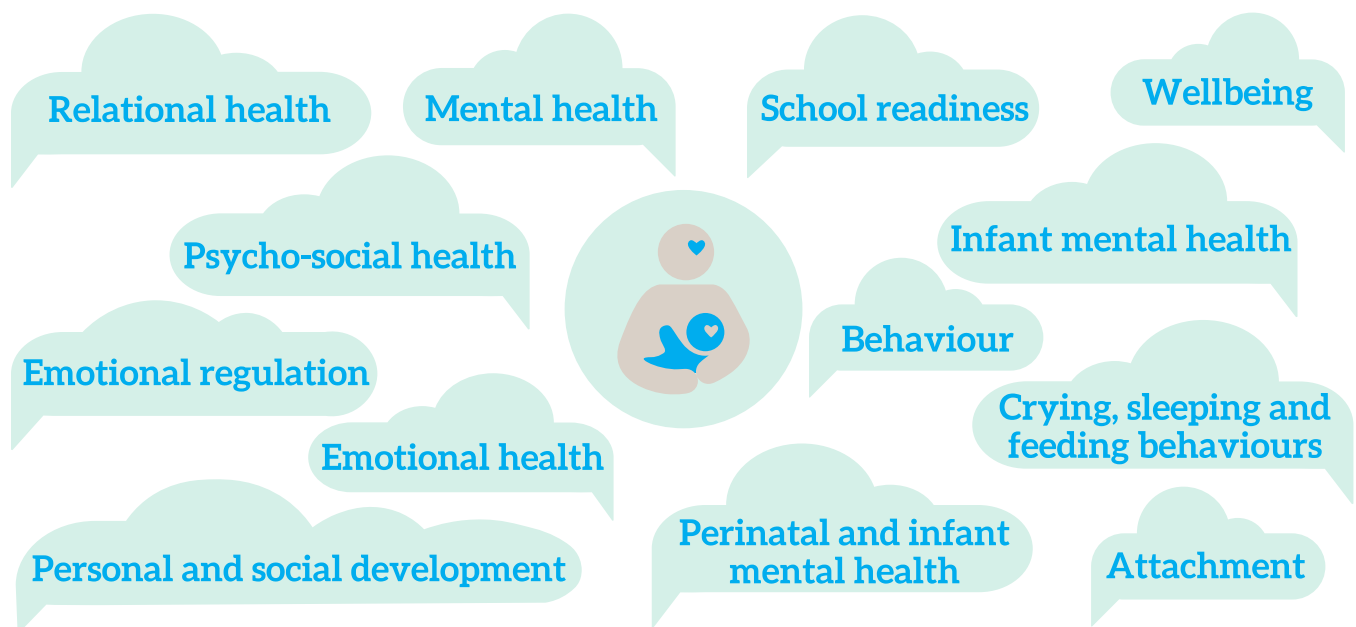 Relational health
Mental health
School readiness
Wellbeing
Psycho-social health
Infant mental health
Behaviour
Emotional regulation
Crying, sleeping and
feeding behaviours
Emotional health
Perinatal and infant
mental health
Personal and social development
Attachment